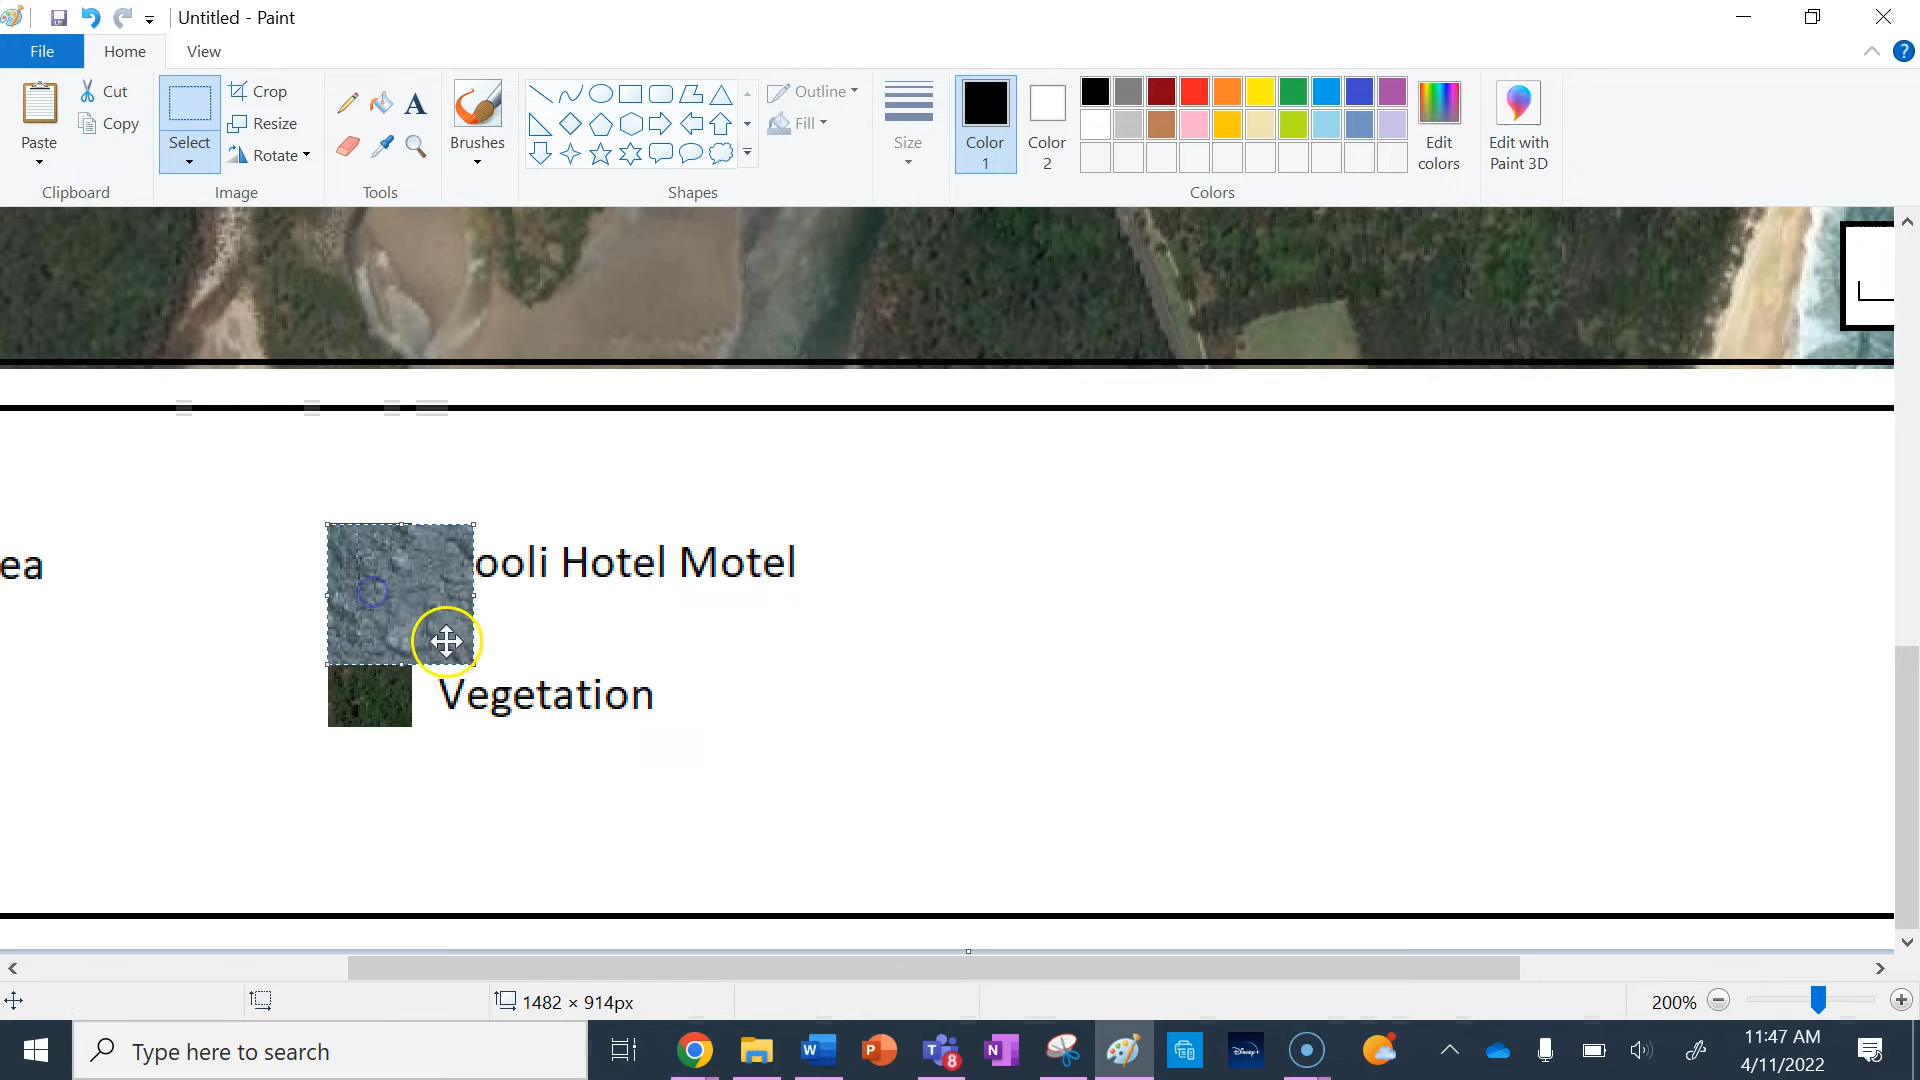 Untitled - Paint
File
Home
View
Paste
Cut
Copy
Clipboard
Select
Crop
Resize
Rotate
Image
Tools
Brushes
Shapes
Outline
Fill
Size
Color 1
Color 2
Colors
Edit colors
Edit with Paint 3D
ea
ooli Hotel Motel
Vegetation
1482 × 914px
200%
Type here to search
8
11:47 AM
4/11/2022